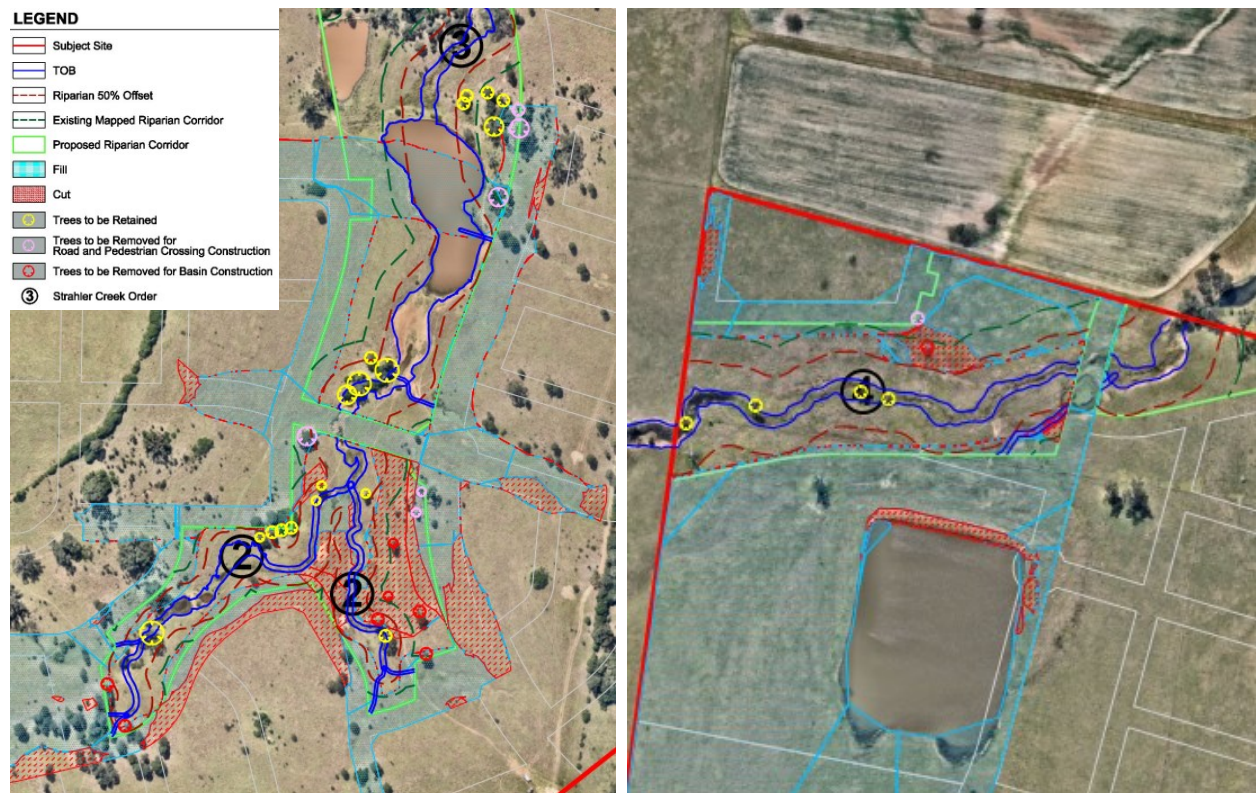 LEGEND
Subject Site
TOB
Riparian 50% Offset
Existing Mapped Riparian Corridor
Proposed Riparian Corridor
Fill
Cut
Trees to be Retained
Trees to be Removed for
Road and Pedestrian Crossing Construction
Trees to be Removed for Basin Construction
3 Strahler Creek Order
3
2
2
4